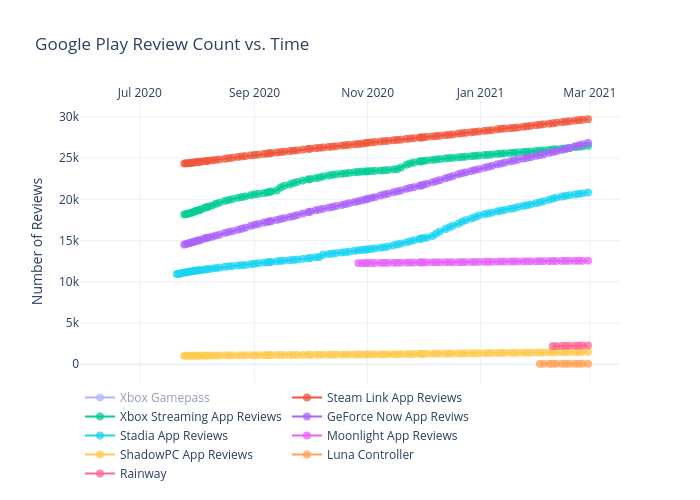 Google Play Review Count vs. Time
Jul 2020 Sep 2020 Nov 2020 Jan 2021 Mar 2021
30k
25k
20k
15k
10k
5k
0
Number of Reviews
Xbox Gamepass Steam Link App Reviews
Xbox Streaming App Reviews GeForce Now App Reviws
Stadia App Reviews Moonlight App Reviews
ShadowPC App Reviews Luna Controller
Rainway